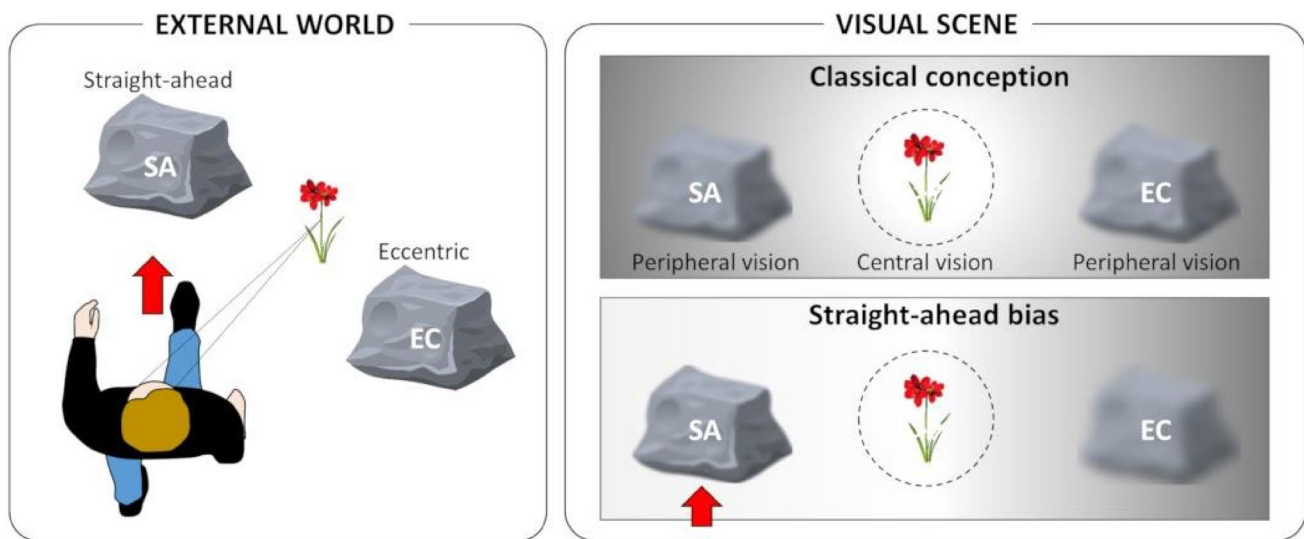 EXTERNAL WORLD
Straight-ahead
SA
Eccentric
EC
VISUAL SCENE
Classical conception
SA
EC
Peripheral vision
Central vision
Peripheral vision
Straight-ahead bias
SA
EC